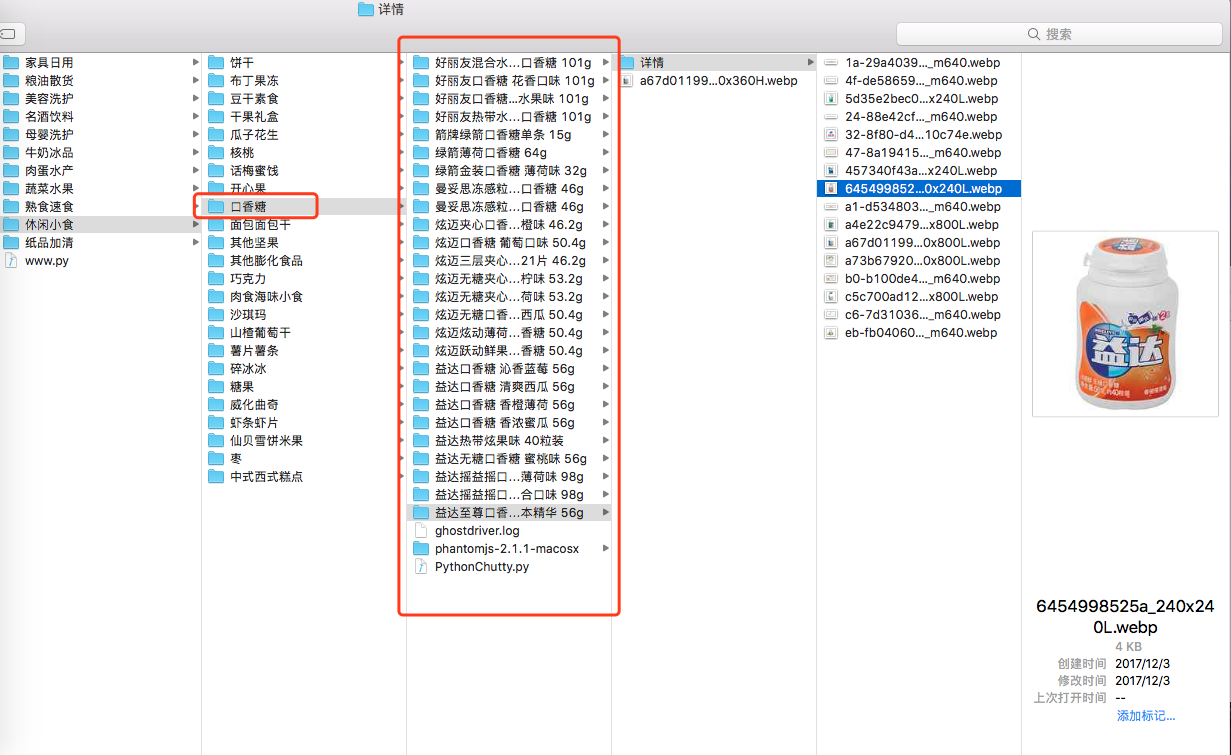 详情
搜索
家具日用
粮油散货
美容洗护
名酒饮料
母婴洗护
牛奶冰品
肉蛋水产
蔬菜水果
熟食速食
休闲小食
纸品加清
www.py
饼干
布丁果冻
豆干素食
干果礼盒
瓜子花生
核桃
话梅蜜饯
开心果
口香糖
面包面包干
其他坚果
其他膨化食品
巧克力
肉食海味小食
沙琪玛
山楂葡萄干
薯片薯条
碎冰冰
糖果
威化曲奇
虾条虾片
仙贝雪饼米果
枣
中式西式糕点
好丽友混合水...口香糖 101g
好丽友口香糖 花香口味 101g
好丽友口香糖...水果味 101g
好丽友热带水...口香糖 101g
箭牌绿箭口香糖单条 15g
绿箭薄荷口香糖 64g
绿箭金装口香糖 薄荷味 32g
曼妥思冻感粒...口香糖 46g
曼妥思冻感粒...口香糖 46g
炫迈夹心口香...橙味 46.2g
炫迈口香糖 葡萄口味 50.4g
炫迈三层夹心...21片 46.2g
炫迈无糖夹心...柠味 53.2g
炫迈无糖夹心...荷味 53.2g
炫迈无糖口香...西瓜 50.4g
炫迈炫动薄荷...香糖 50.4g
炫迈跃动鲜果...香糖 50.4g
益达口香糖 沁香蓝莓 56g
益达口香糖 清爽西瓜 56g
益达口香糖 香橙薄荷 56g
益达口香糖 香浓蜜瓜 56g
益达热带炫果味 40粒装
益达无糖口香糖 蜜桃味 56g
益达摇益摇口...薄荷味 98g
益达摇益摇口...合口味 98g
益达至尊口香...本精华 56g
ghostdriver.log
phantomjs-2.1.1-macosx
PythonChutty.py
详情
a67d01199...0x360H.webp
1a-29a4039..._m640.webp
4f-de58659..._m640.webp
5d35e2bec0...x240L.webp
24-88e42cf..._m640.webp
32-8f80-d4...10c74e.webp
47-8a19415..._m640.webp
457340f43a...x240L.webp
645499852...0x240L.webp
a1-d534803..._m640.webp
a4e22c9479...x800L.webp
a67d01199...0x800L.webp
a73b67920...0x800L.webp
b0-b100de4..._m640.webp
c5c700ad12...x800L.webp
c6-7d31036..._m640.webp
eb-fb04060..._m640.webp
益达
6454998525a_240x24
0L.webp
4 KB
创建时间 2017/12/3
修改时间 2017/12/3
上次打开时间 --
添加标记...